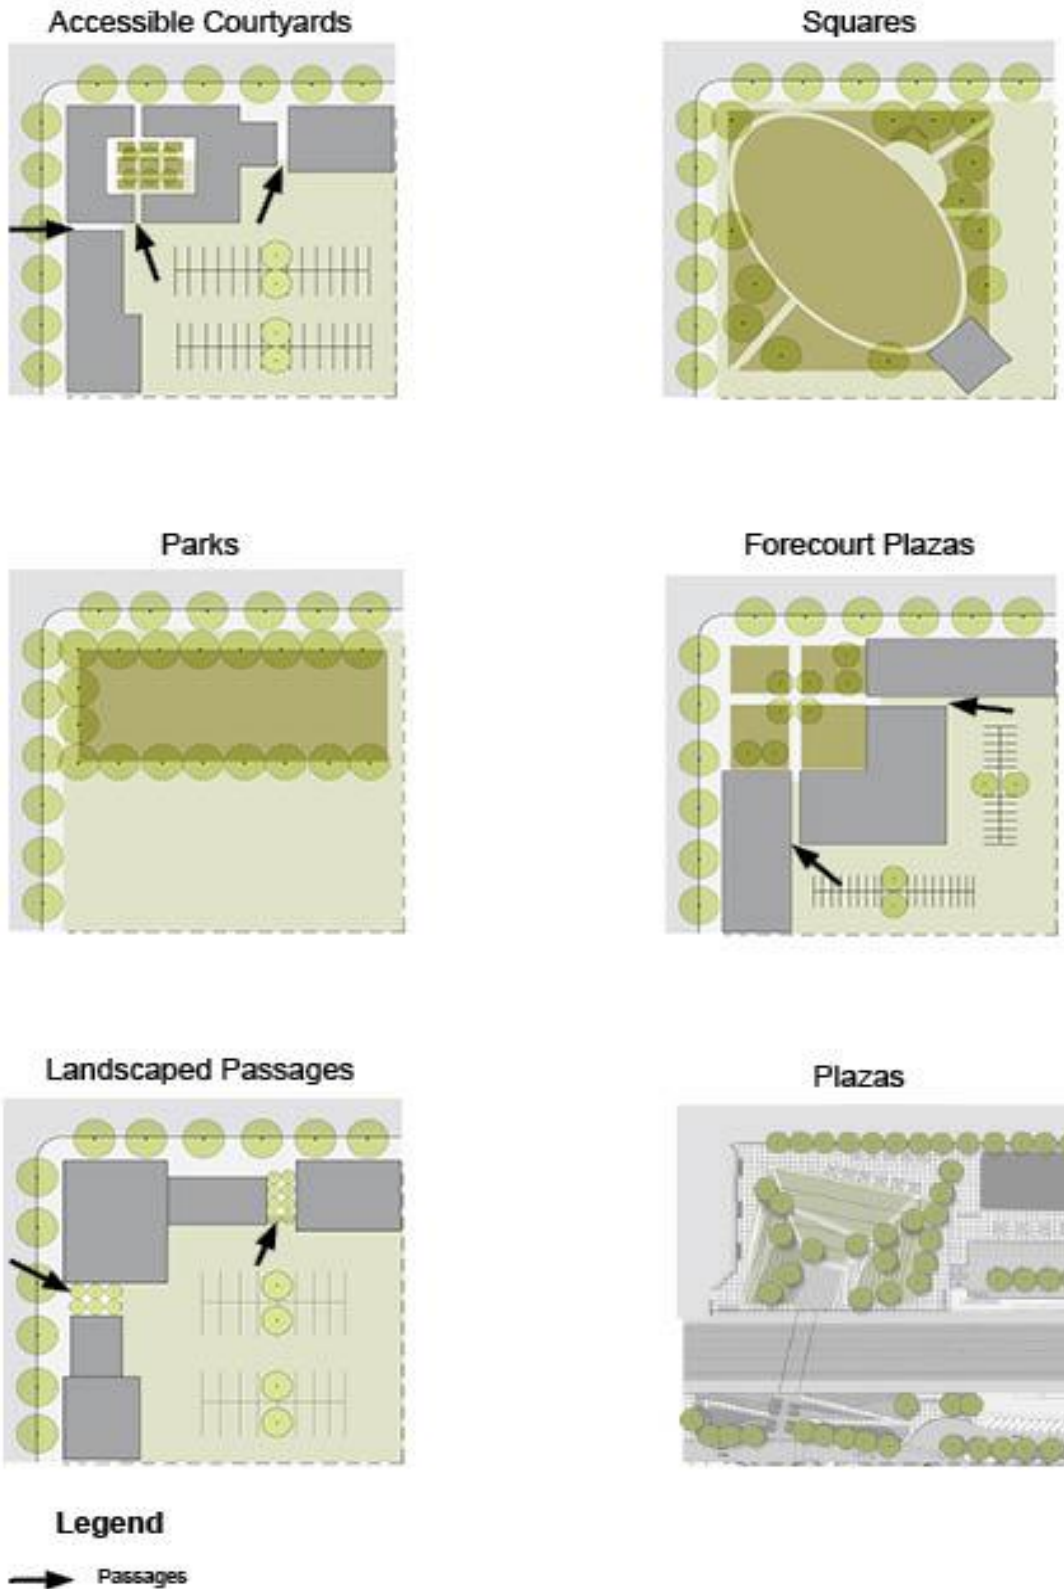 Accessible Courtyards
Squares
Parks
Forecourt Plazas
Landscaped Passages
Plazas
Legend
Passages